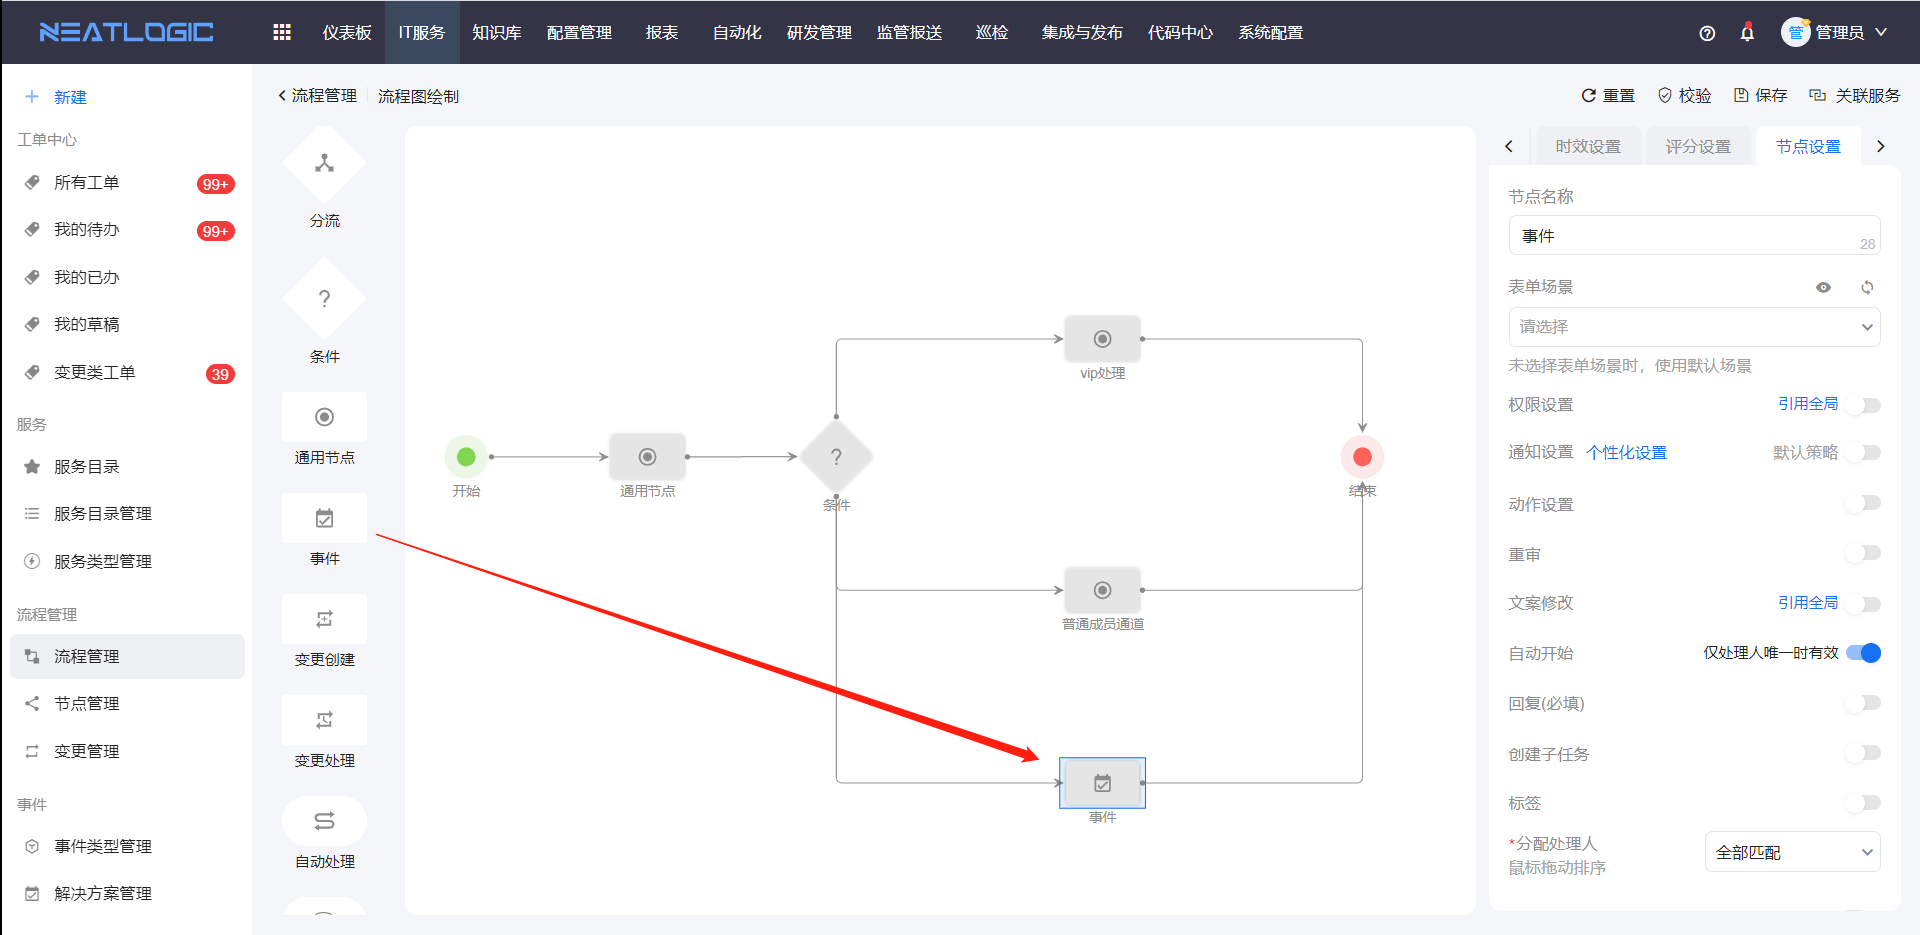 NEATLOGIC
仪表板
IT服务
知识库
配置管理
报表
自动化
研发管理
监管报送
巡检
集成与发布
代码中心
系统配置
管
管理员
新建
工单中心
所有工单
99+
我的待办
99+
我的已办
我的草稿
变更类工单
39
服务
服务目录
服务目录管理
服务类型管理
流程管理
流程管理
节点管理
变更管理
事件
事件类型管理
解决方案管理
流程管理
流程图绘制
重置
校验
保存
关联服务
分流
条件
通用节点
事件
变更创建
变更处理
自动处理
开始
通用节点
条件
vip处理
普通成员通道
事件
结束
时效设置
评分设置
节点设置
节点名称
事件
28
表单场景
请选择
未选择表单场景时，使用默认场景
权限设置
引用全局
通知设置 个性化设置
默认策略
动作设置
重审
文案修改
引用全局
自动开始
仅处理人唯一时有效
回复(必填)
创建子任务
标签
*分配处理人
鼠标拖动排序
全部匹配